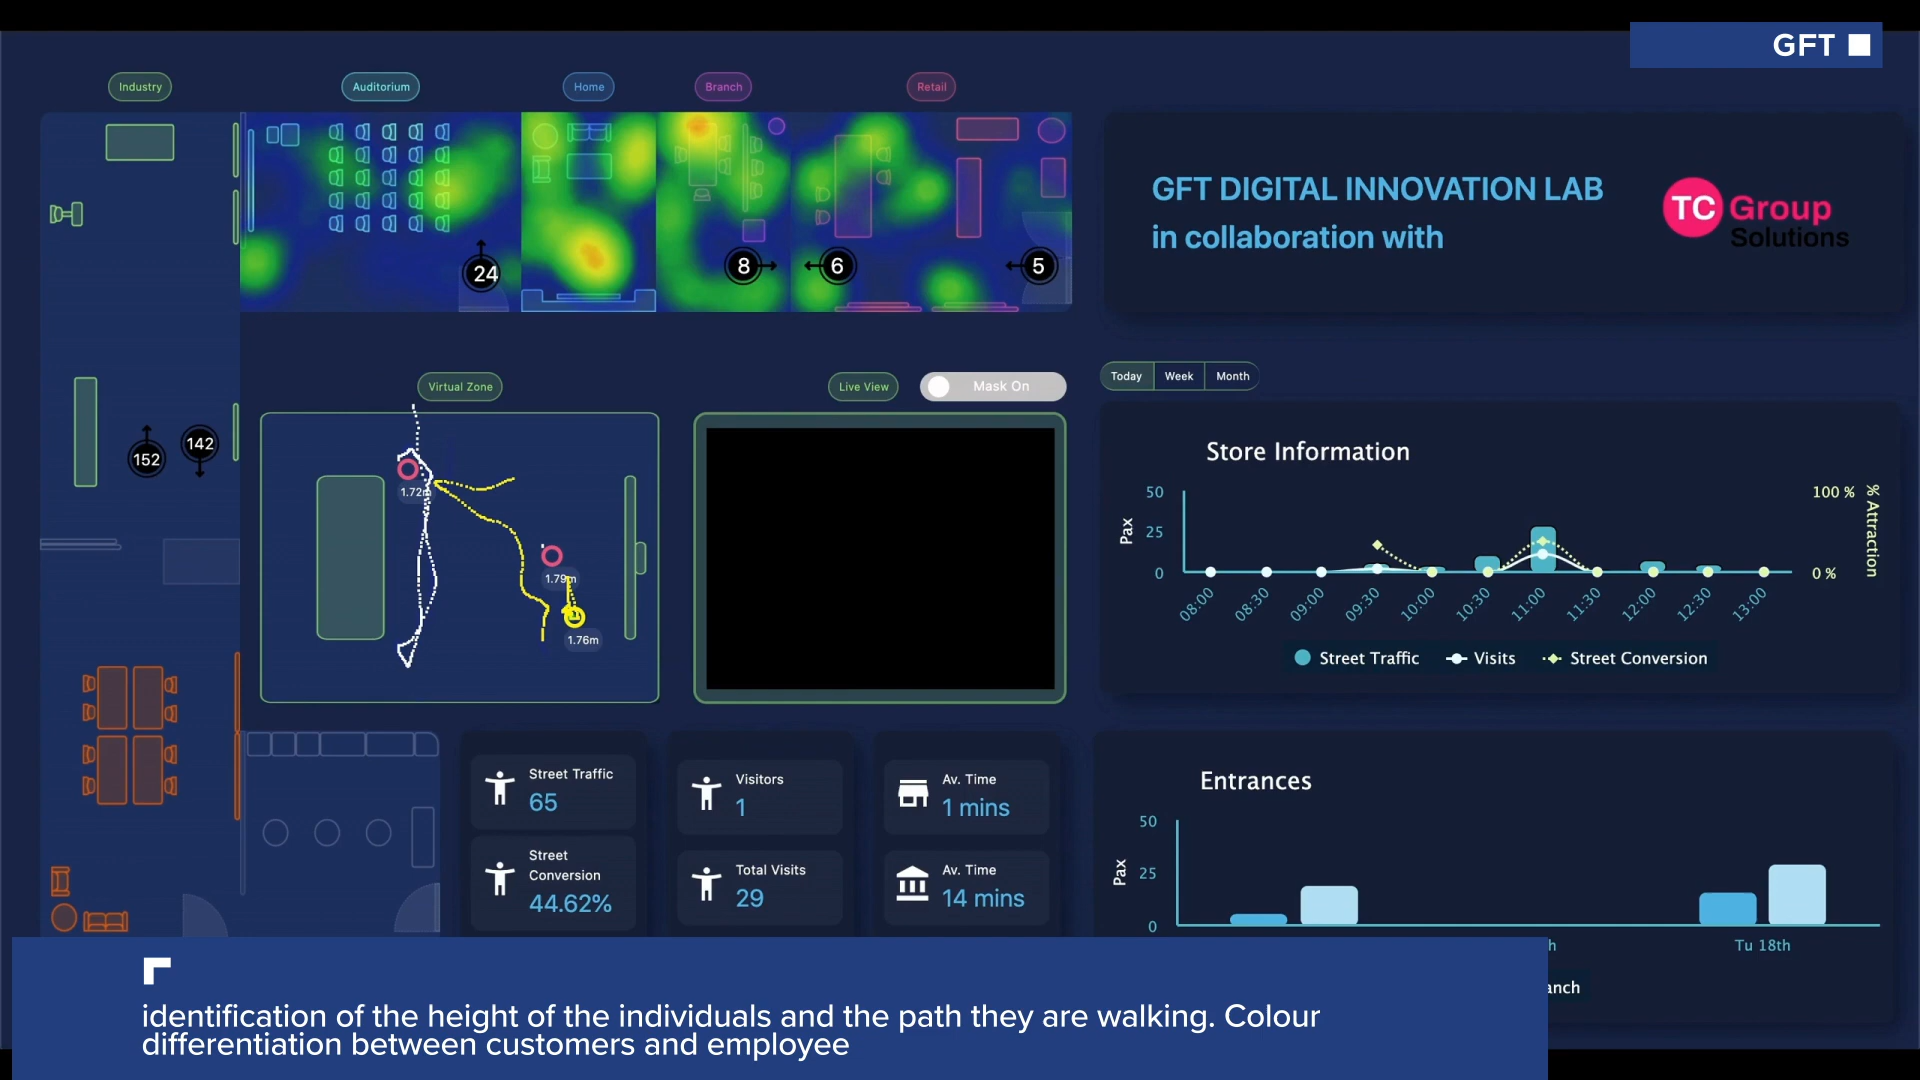 GFT
Industry
Auditorium
Home
Branch
Retail
24
8
6
5
GFT DIGITAL INNOVATION LAB
in collaboration with
TC Group
Solutions
Virtual Zone
Live View
Mask On
Today
Week
Month
152
142
1.72m
1.79m
1.76m
Store Information
50
25
0
Pax
100 %
0 %
% Attraction
08:00
08:30
09:00
09:30
10:00
10:30
11:00
11:30
12:00
12:30
13:00
Street Traffic
Visits
Street Conversion
Street Traffic
65
Street
Conversion
44.62%
Visitors
1
Total Visits
29
Av. Time
1 mins
Av. Time
14 mins
Entrances
50
25
0
Pax
h
Tu 18th
anch
identification of the height of the individuals and the path they are walking. Colour
differentiation between customers and employee